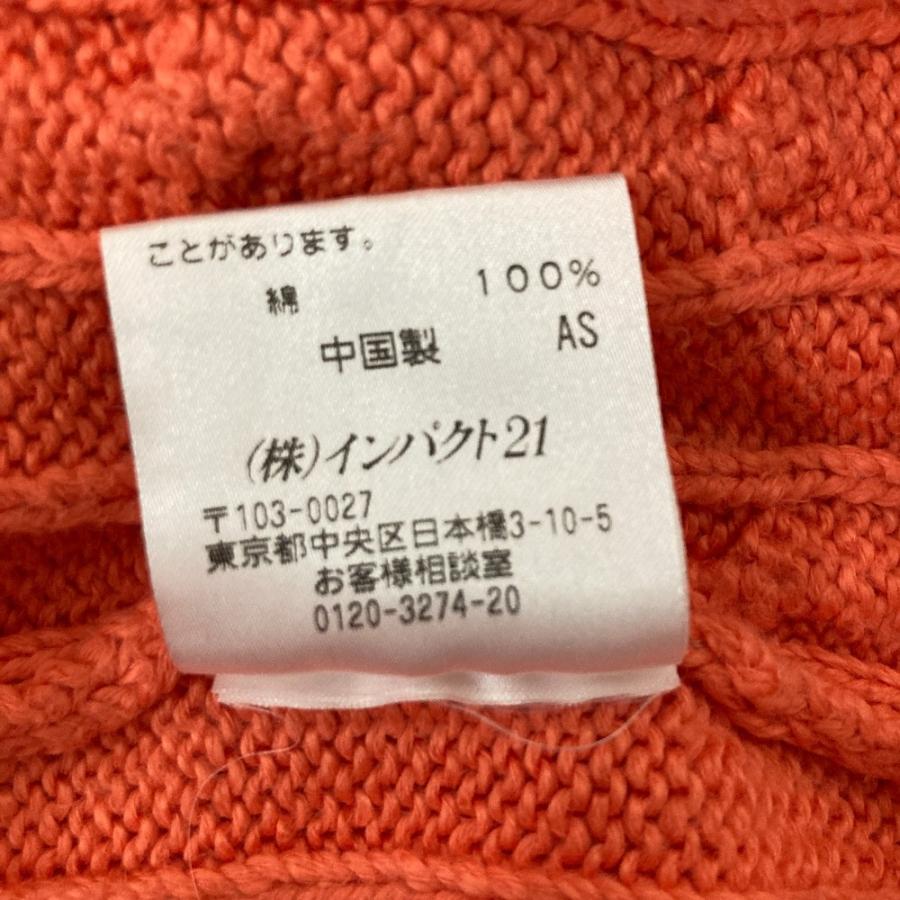 ことがあります。
綿 100%
中国製 AS
(株)インパクト21
〒103-0027
東京都中央区日本橋3-10-5
お客様相談室
0120-3274-20